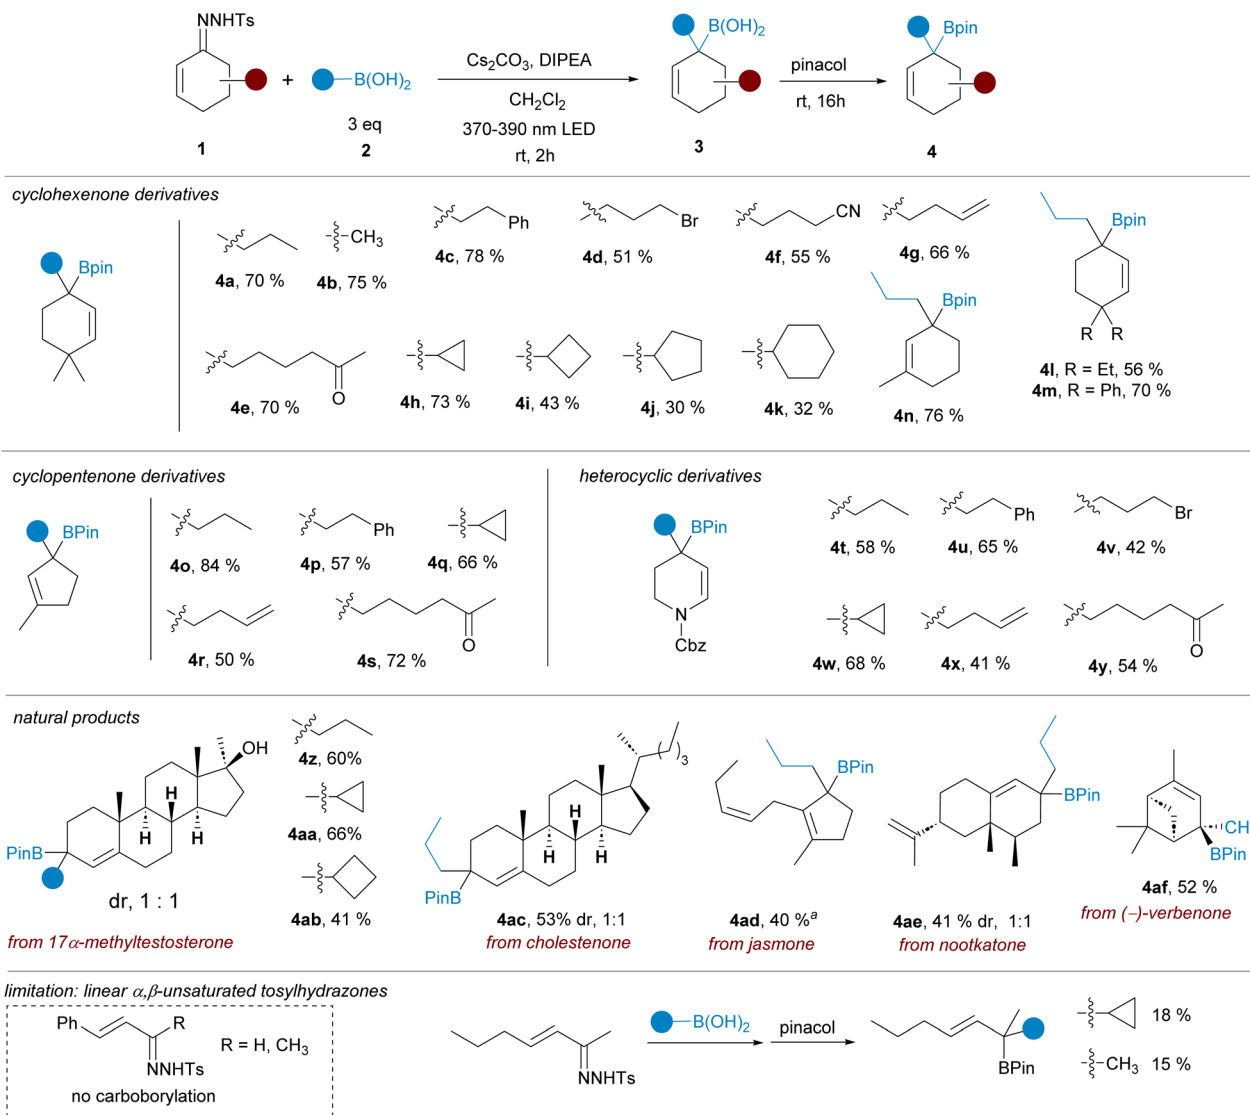 NNHTs
+
B(OH)2
3 eq
1
2
Cs2CO3, DIPEA
CH2Cl2
370-390 nm LED
rt, 2h
B(OH)2
3
pinacol
rt, 16h
Bpin
4
cyclohexenone derivatives
Bpin
4a, 70 %
CH3
4b, 75 %
Ph
4c, 78 %
Br
4d, 51 %
CN
4f, 55 %
4g, 66 %
O
4e, 70 %
4h, 73 %
4i, 43 %
4j, 30 %
4k, 32 %
Bpin
4n, 76 %
Bpin
R R
4l, R = Et, 56 %
4m, R = Ph, 70 %
cyclopentenone derivatives
BPin
4o, 84 %
Ph
4p, 57 %
4q, 66 %
4r, 50 %
O
4s, 72 %
heterocyclic derivatives
BPin
N
Cbz
4t, 58 %
Ph
4u, 65 %
Br
4v, 42 %
4w, 68 %
4x, 41 %
O
4y, 54 %
natural products
OH
H
H H
PinB
dr, 1 : 1
from 17α-methyltestosterone
4z, 60%
4aa, 66%
4ab, 41 %
( )3
H
H H
PinB
4ac, 53% dr, 1:1
from cholestenone
BPin
4ad, 40 %a
from jasmone
BPin
4ae, 41 % dr, 1:1
from nootkatone
CH
BPin
4af, 52 %
from (−)-verbenone
limitation: linear α,β-unsaturated tosylhydrazones
Ph R
NNHTs
R = H, CH3
no carboborylation
NNHTs
B(OH)2
pinacol
BPin
18 %
CH3 15 %